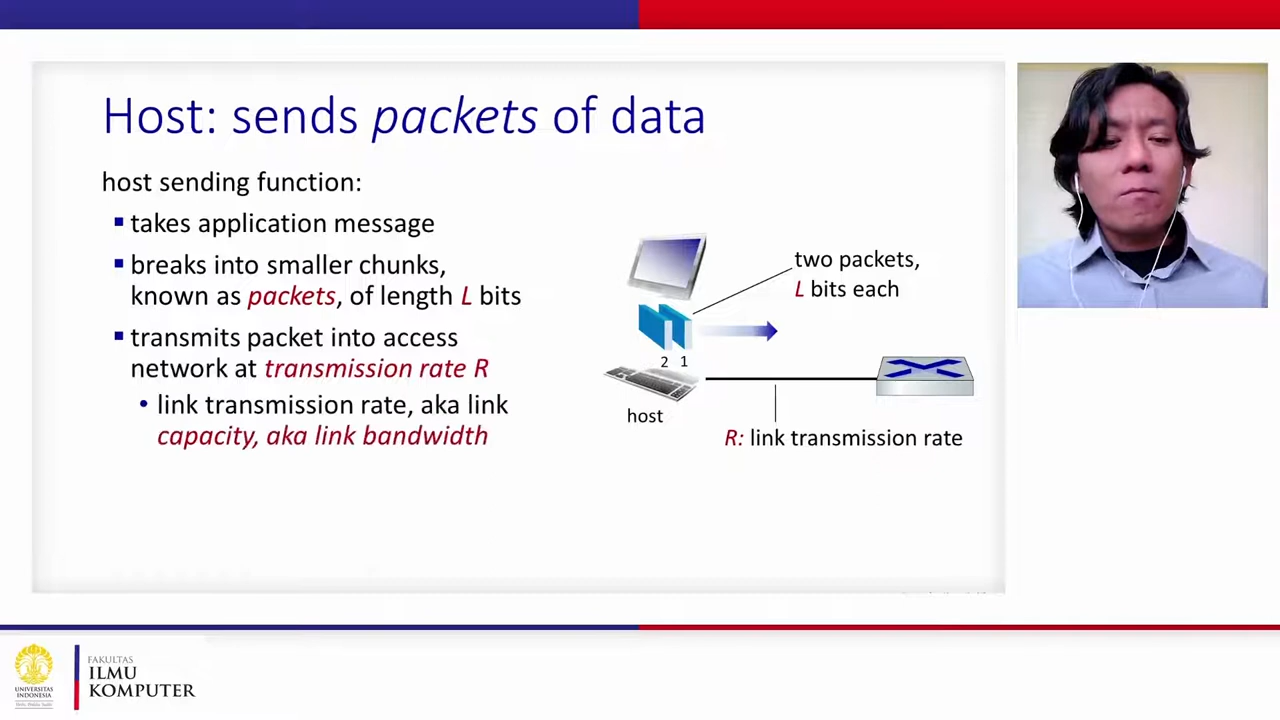 Host: sends packets of data
host sending function:
▪ takes application message
▪ breaks into smaller chunks,
known as packets, of length L bits
▪ transmits packet into access
network at transmission rate R
• link transmission rate, aka link
capacity, aka link bandwidth
two packets,
L bits each
2 1
host
R: link transmission rate
UNIVERSITAS
INDONESIA
FAKULTAS
ILMU
KOMPUTER